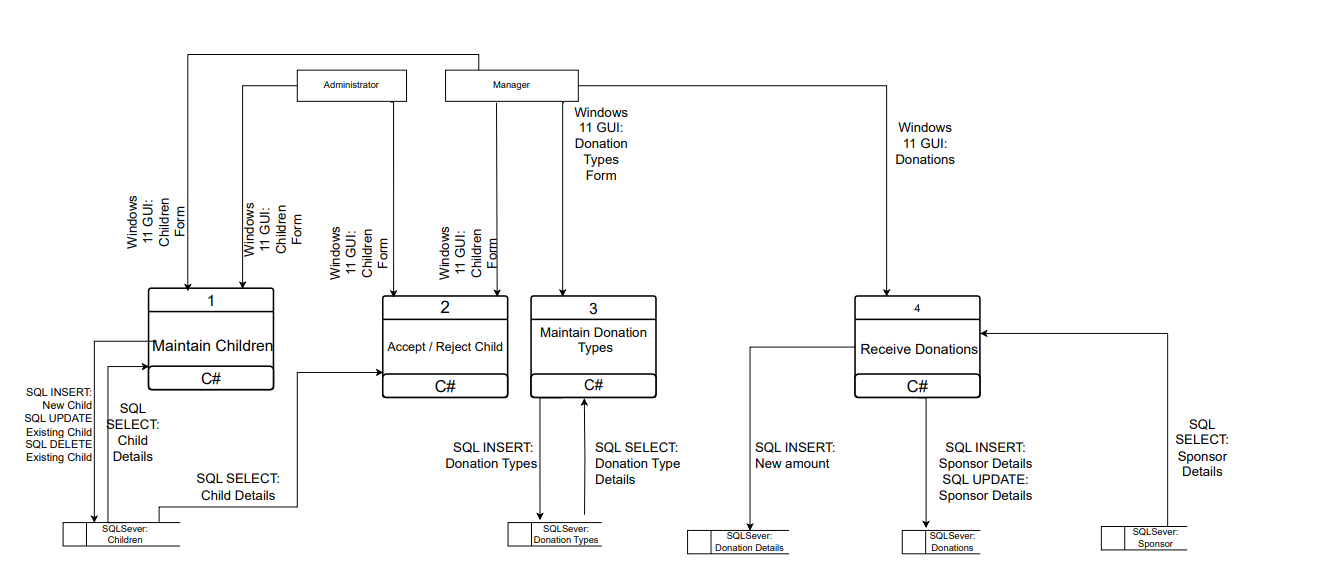 Administrator
Manager
Windows
11 GUI:
Children
Form
Windows
11 GUI:
Children
Form
Windows
11 GUI:
Children
Form
Windows
11 GUI:
Children
Form
Windows
11 GUI:
Donation
Types
Form
Windows
11 GUI:
Donations
1
Maintain Children
C#
2
Accept / Reject Child
C#
3
Maintain Donation
Types
C#
4
Receive Donations
C#
SQL INSERT:
New Child
SQL UPDATE
Existing Child
SQL DELETE
Existing Child
SQL
SELECT:
Child
Details
SQL SELECT:
Child Details
SQL INSERT:
Donation Types
SQL SELECT:
Donation Type
Details
SQL INSERT:
New amount
SQL INSERT:
Sponsor Details
SQL UPDATE:
Sponsor Details
SQL
SELECT:
Sponsor
Details
SQLSever:
Children
SQLSever:
Donation Types
SQLSever:
Donation Details
SQLSever:
Donations
SQLSever:
Sponsor